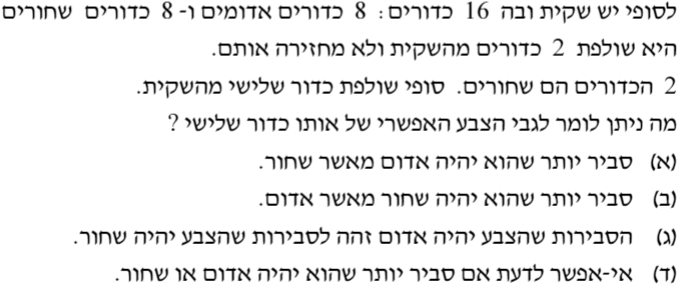 לסופי יש שקית ובה 16 כדורים : 8 כדורים אדומים ו- 8 כדורים שחורים
היא שולפת 2 כדורים מהשקית ולא מחזירה אותם.
2 הכדורים הם שחורים. סופי שולפת כדור שלישי מהשקית.
מה ניתן לומר לגבי הצבע האפשרי של אותו כדור שלישי ?
(א) סביר יותר שהוא יהיה אדום מאשר שחור.
(ב) סביר יותר שהוא יהיה שחור מאשר אדום.
(ג) הסבירות שהצבע יהיה אדום זהה לסבירות שהצבע יהיה שחור.
(ד) אי-אפשר לדעת אם סביר יותר שהוא יהיה אדום או שחור.